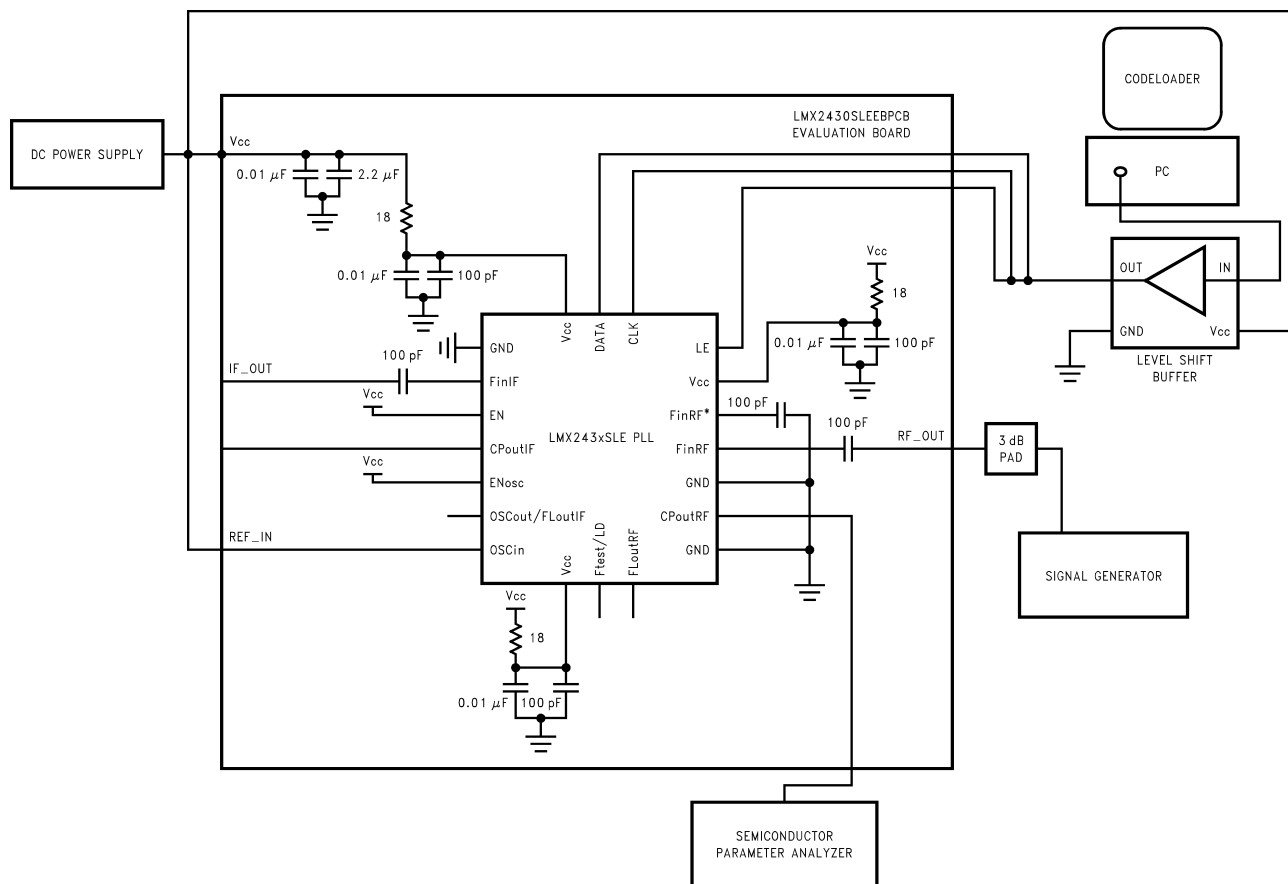 CODELOADER
LMX2430SLEEBPCB
EVALUATION BOARD
DC POWER SUPPLY
Vcc
0.01 µF
2.2 µF
PC
18
0.01 µF
100 pF
Vcc
18
OUT
IN
GND
Vcc
LEVEL SHIFT
BUFFER
Vcc
DATA
CLK
GND
LE
0.01 µF
100 pF
100 pF
IF_OUT
FinIF
Vcc
Vcc
EN
FinRF*
100 pF
100 pF
LMX243xSLE PLL
RF_OUT
3 dB
PAD
CPoutIF
FinRF
Vcc
ENosc
GND
OSCout/FLoutIF
CPoutRF
REF_IN
OSCin
GND
Vcc
Ftest/LD
FLoutRF
SIGNAL GENERATOR
Vcc
18
0.01 µF
100 pF
SEMICONDUCTOR
PARAMETER ANALYZER